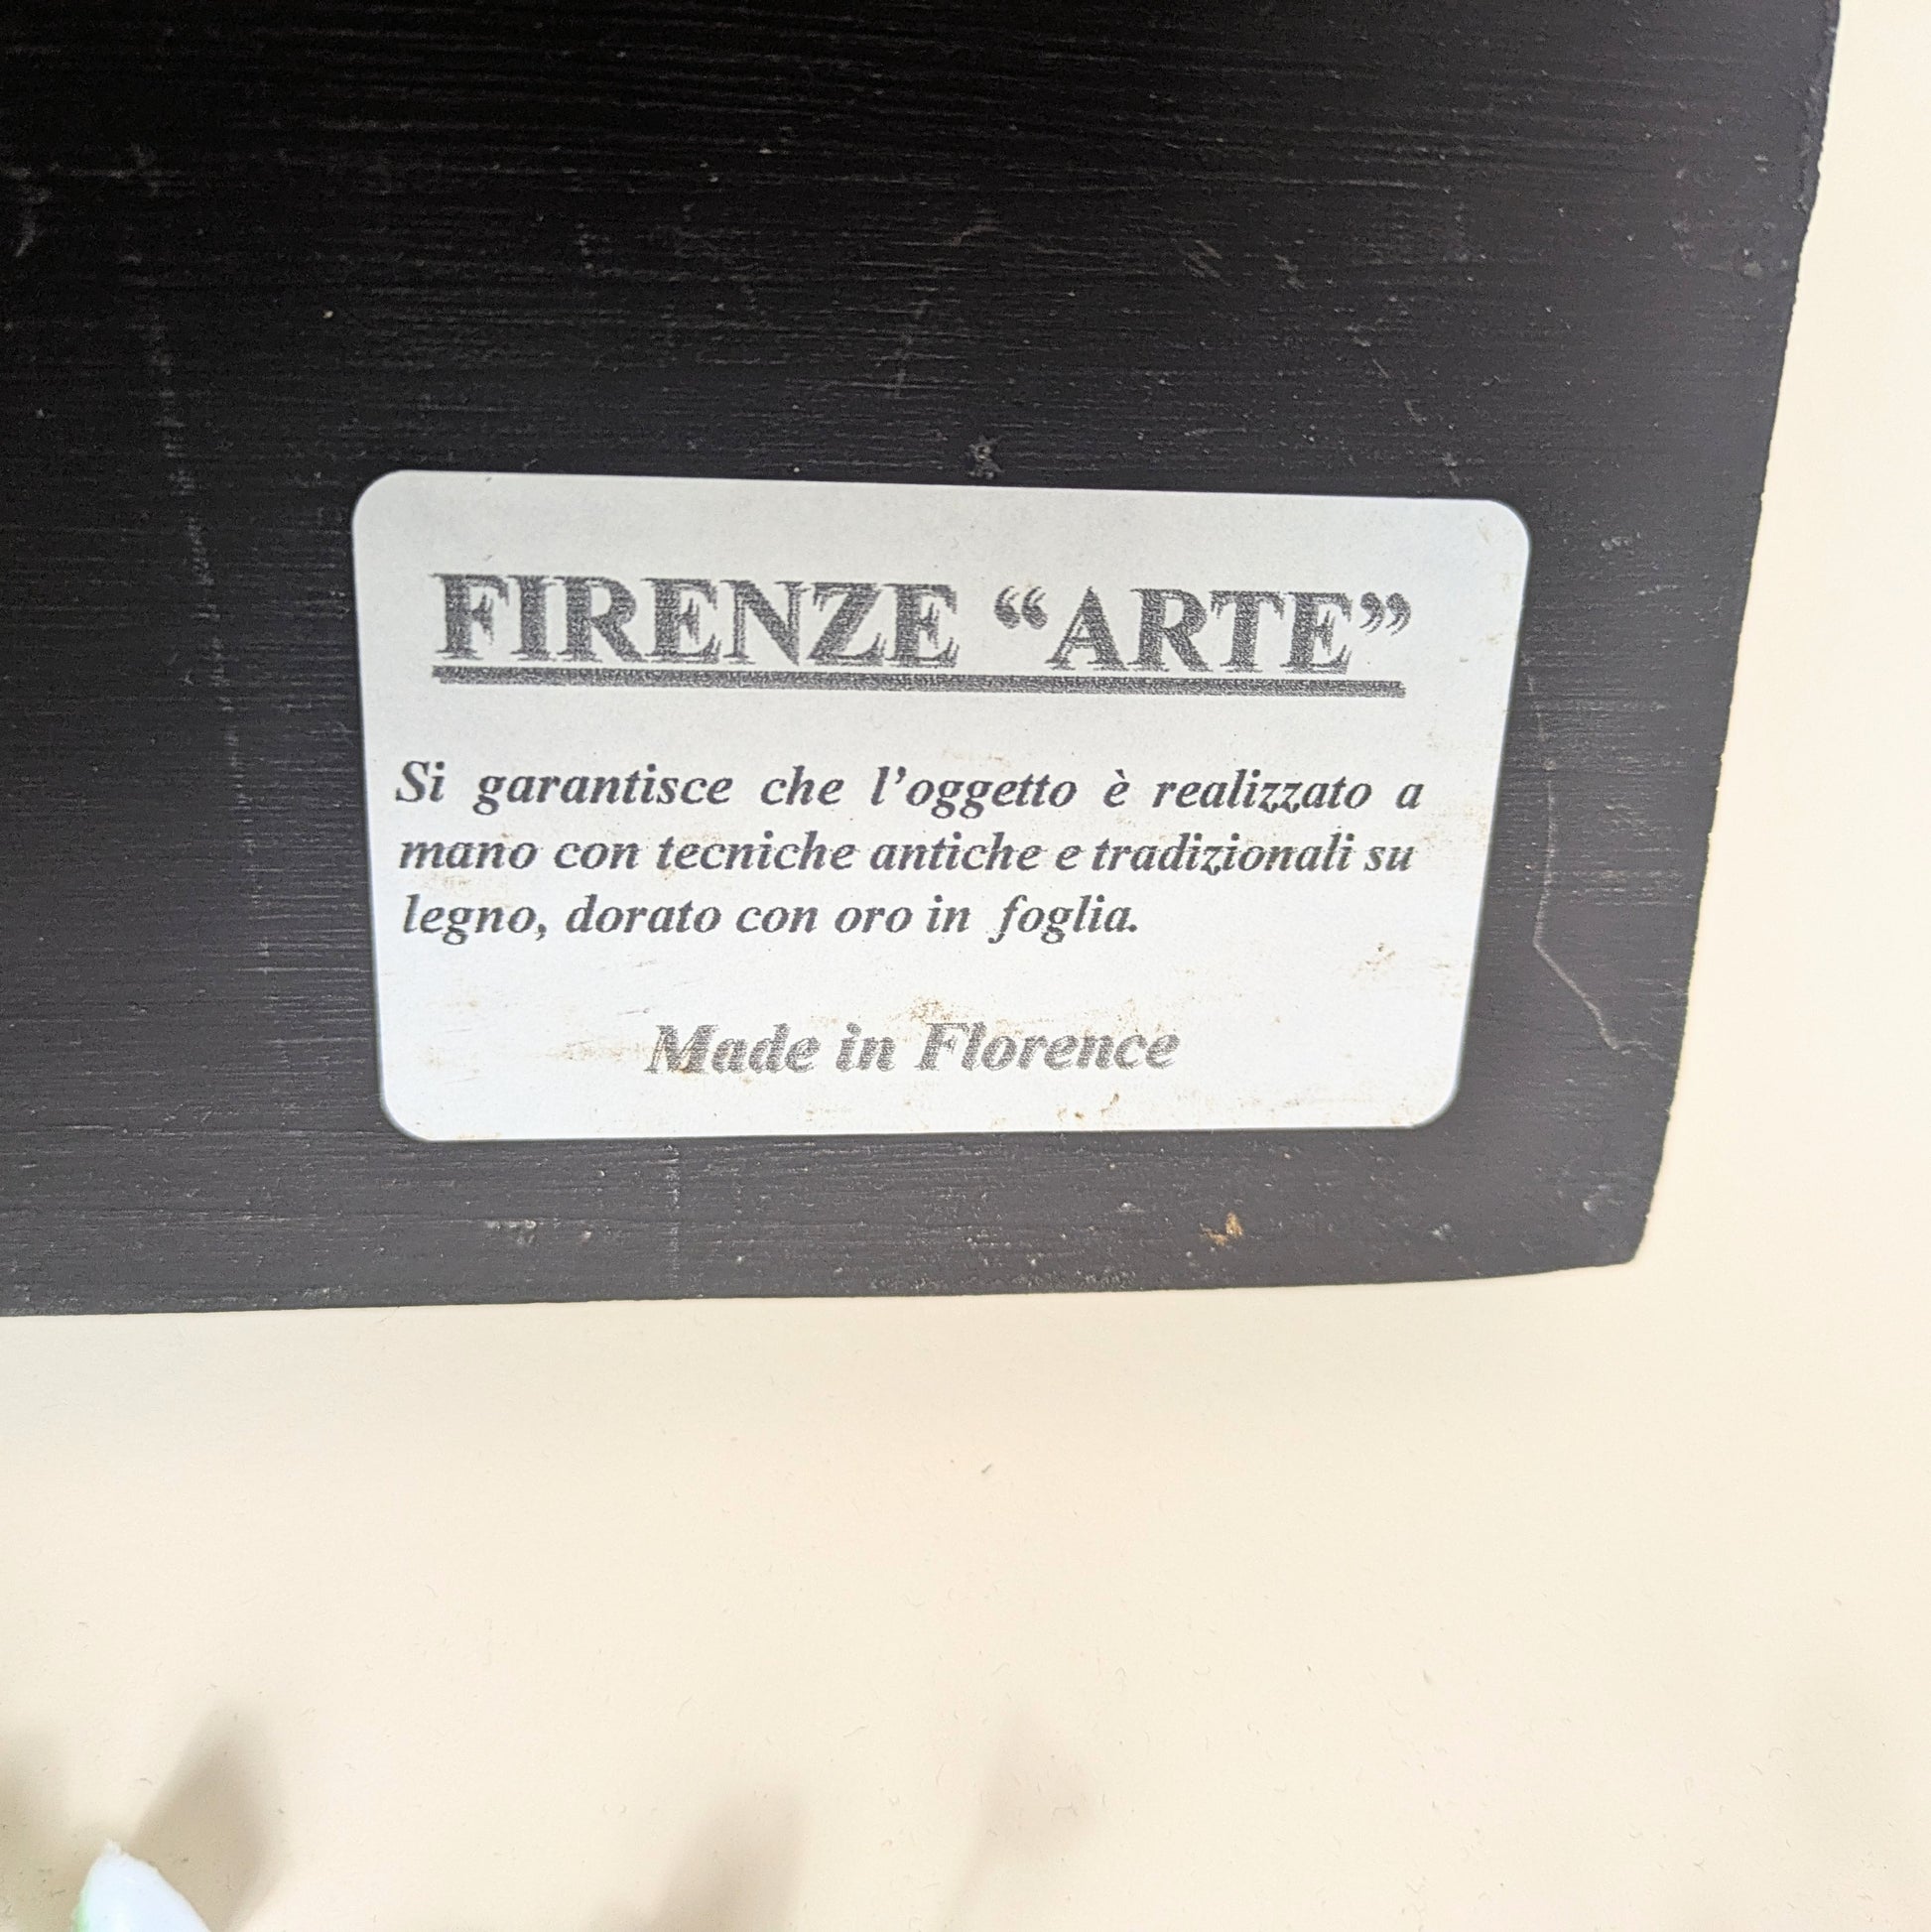 FIRENZE “ARTE”
Si garantisce che l’oggetto è realizzato a
mano con tecniche antiche e tradizionali su
legno, dorato con oro in foglia.
Made in Florence